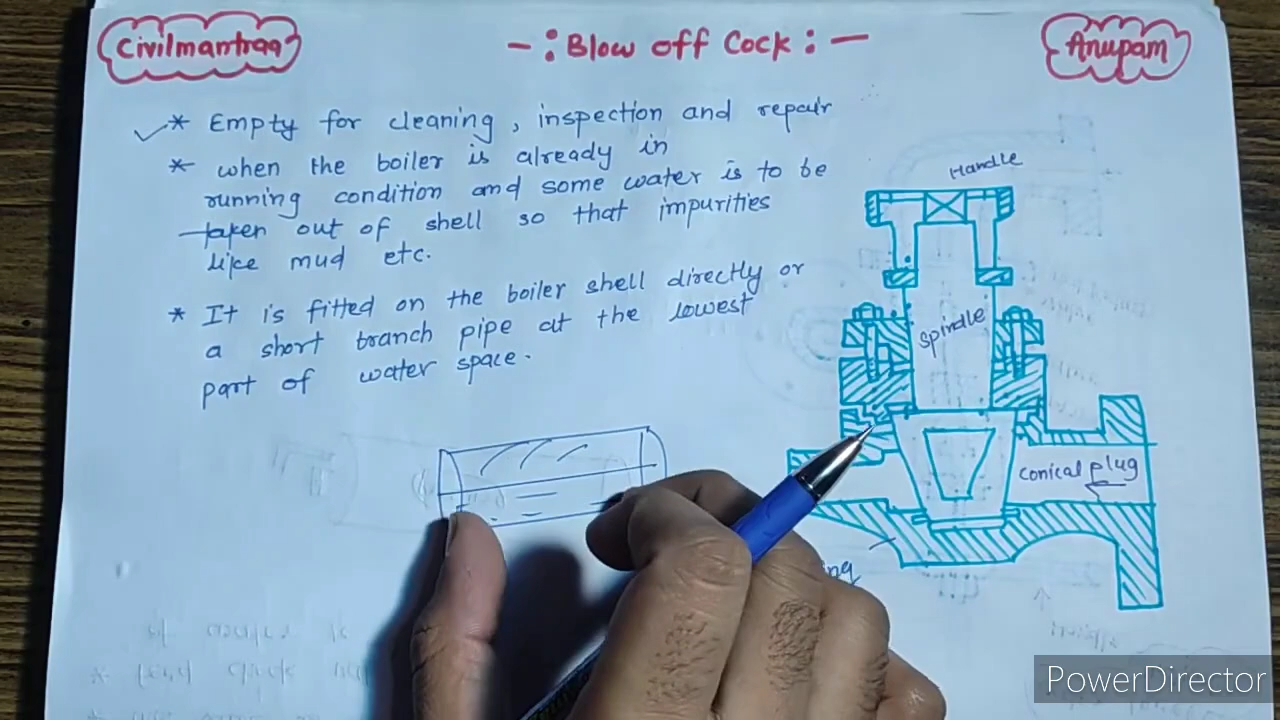 Civilmantraa
-: Blow off Cock :-
Anupam
* Empty for cleaning, inspection and repair
* when the boiler is already in
running condition and some water is to be
taken out of shell so that impurities
like mud etc.
* It is fitted on the boiler shell directly or
a short branch pipe at the lowest
part of water space.
Handle
spindle
conical plug
PowerDirector